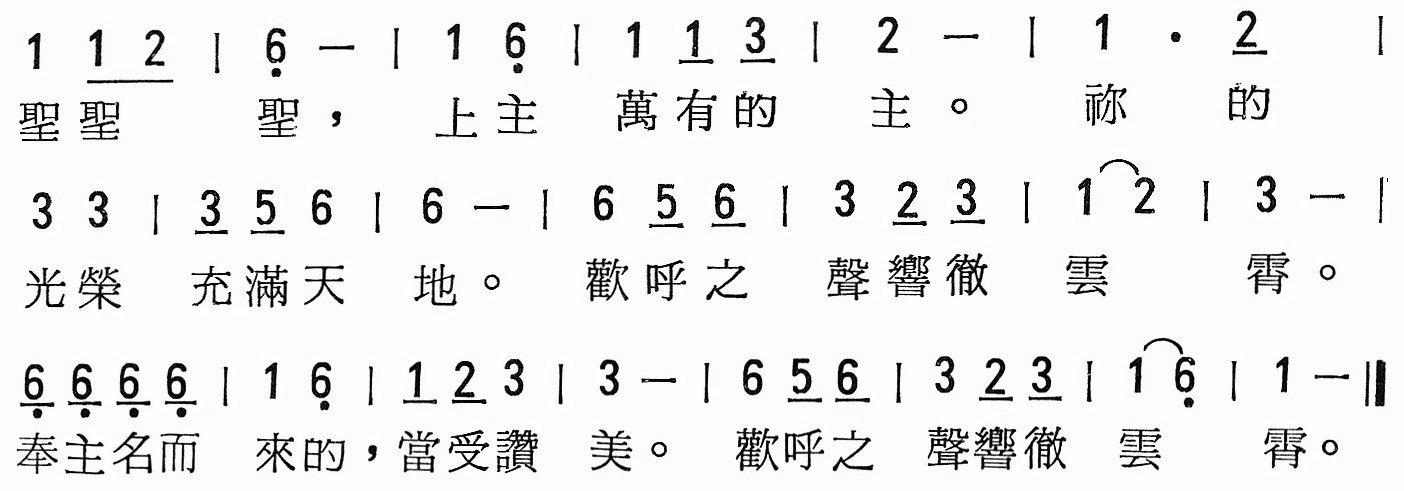 1 1 2 | 6̣ — | 1 6̣ | 1 1 3 | 2 — | 1 · 2 |
聖聖 聖, 上主 萬有的 主。 祢 的
3 3 | 3 5 6 | 6 — | 6 5 6 | 3 2 3 | 1 2 | 3 — |
光榮 充滿天 地。 歡呼之 聲響徹 雲 霄。
6̣ 6̣ 6̣ 6̣ | 1 6̣ | 1 2 3 | 3 — | 6 5 6 | 3 2 3 | 1 6̣ | 1 — ‖
奉主名而 來的, 當受讚 美。 歡呼之 聲響徹 雲 霄。